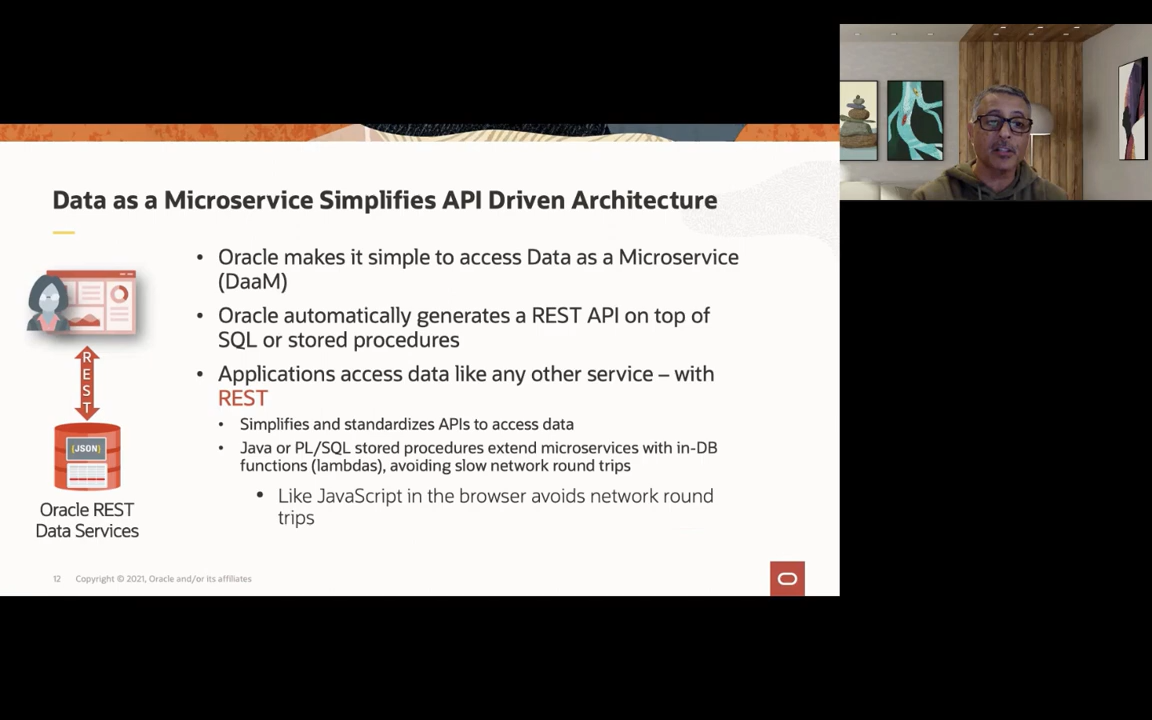 Data as a Microservice Simplifies API Driven Architecture
• Oracle makes it simple to access Data as a Microservice
(DaaM)
• Oracle automatically generates a REST API on top of
SQL or stored procedures
• Applications access data like any other service – with
REST
• Simplifies and standardizes APIs to access data
• Java or PL/SQL stored procedures extend microservices with in-DB
functions (lambdas), avoiding slow network round trips
• Like JavaScript in the browser avoids network round
trips
REST
{JSON}
Oracle REST
Data Services
12 Copyright © 2021, Oracle and/or its affiliates